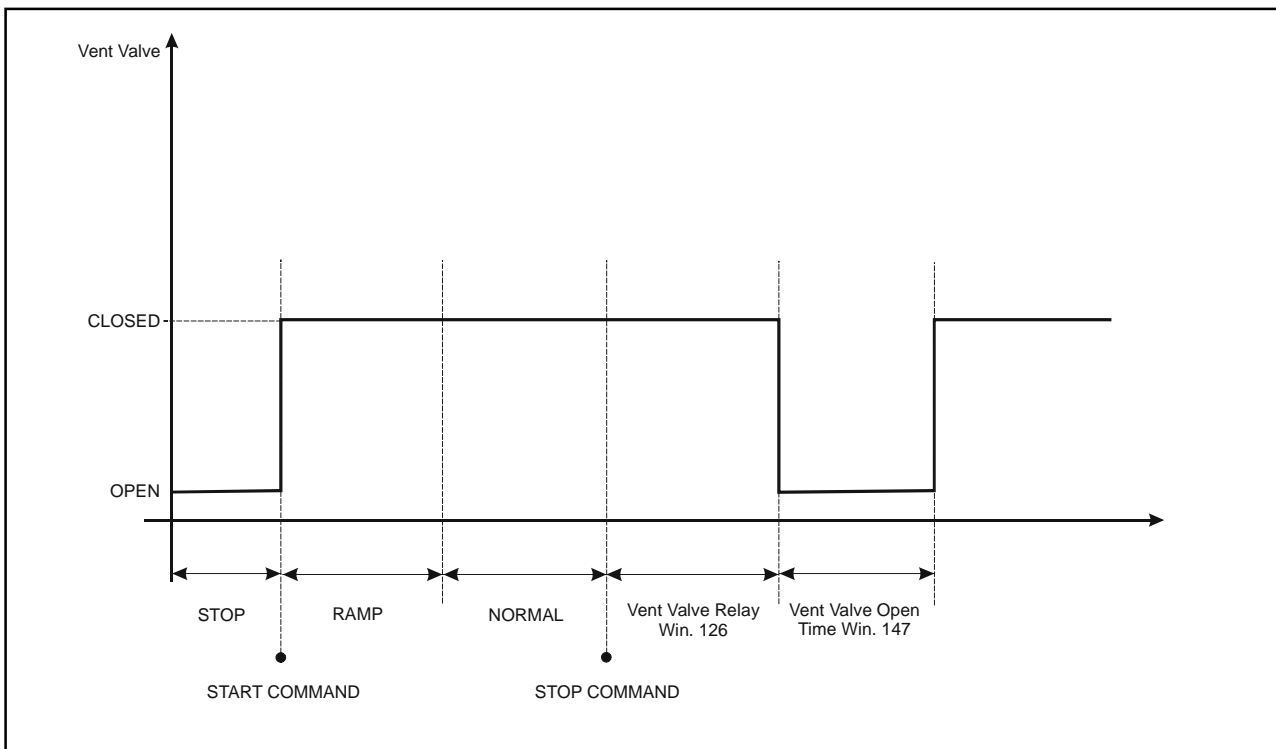 Vent Valve
CLOSED
OPEN
STOP
RAMP
NORMAL
Vent Valve Relay
Win. 126
Vent Valve Open
Time Win. 147
START COMMAND
STOP COMMAND